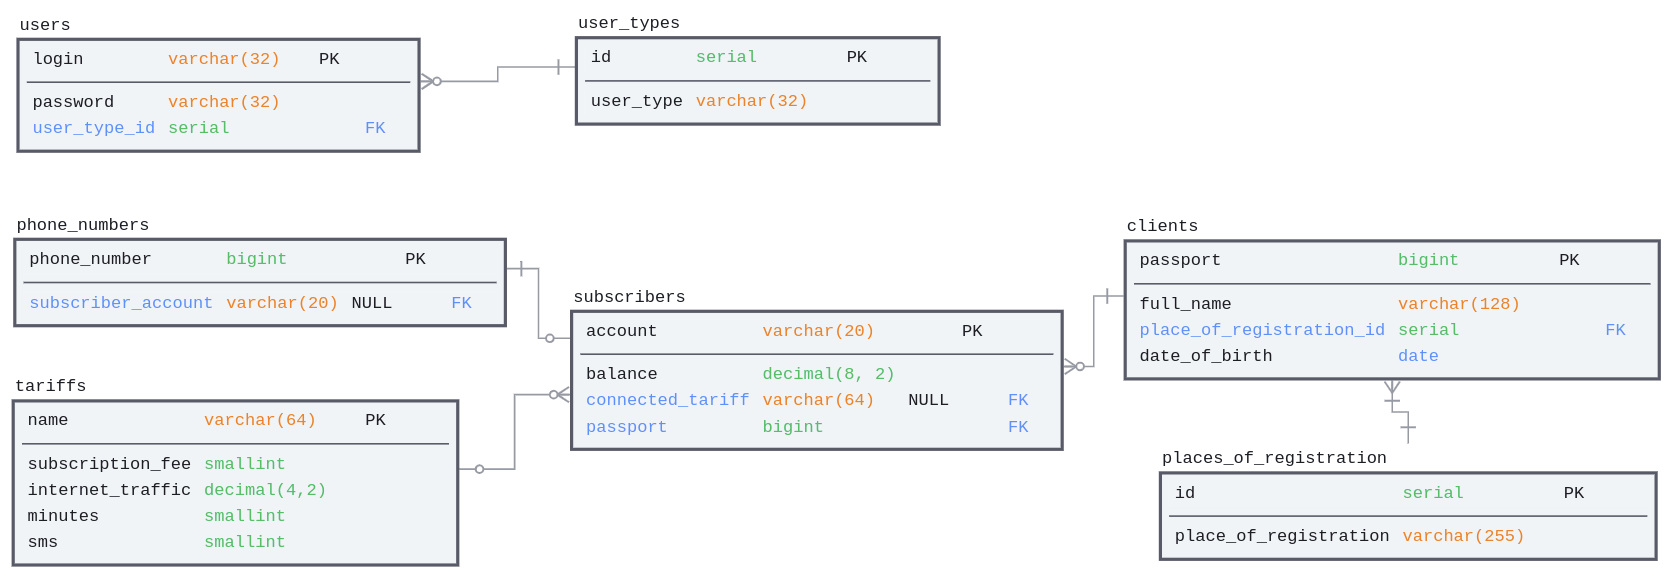 users
login varchar(32) PK
password varchar(32)
user_type_id serial FK
user_types
id serial PK
user_type varchar(32)
phone_numbers
phone_number bigint PK
subscriber_account varchar(20) NULL FK
tariffs
name varchar(64) PK
subscription_fee smallint
internet_traffic decimal(4,2)
minutes smallint
sms smallint
subscribers
account varchar(20) PK
balance decimal(8, 2)
connected_tariff varchar(64) NULL FK
passport bigint FK
clients
passport bigint PK
full_name varchar(128)
place_of_registration_id serial FK
date_of_birth date
places_of_registration
id serial PK
place_of_registration varchar(255)